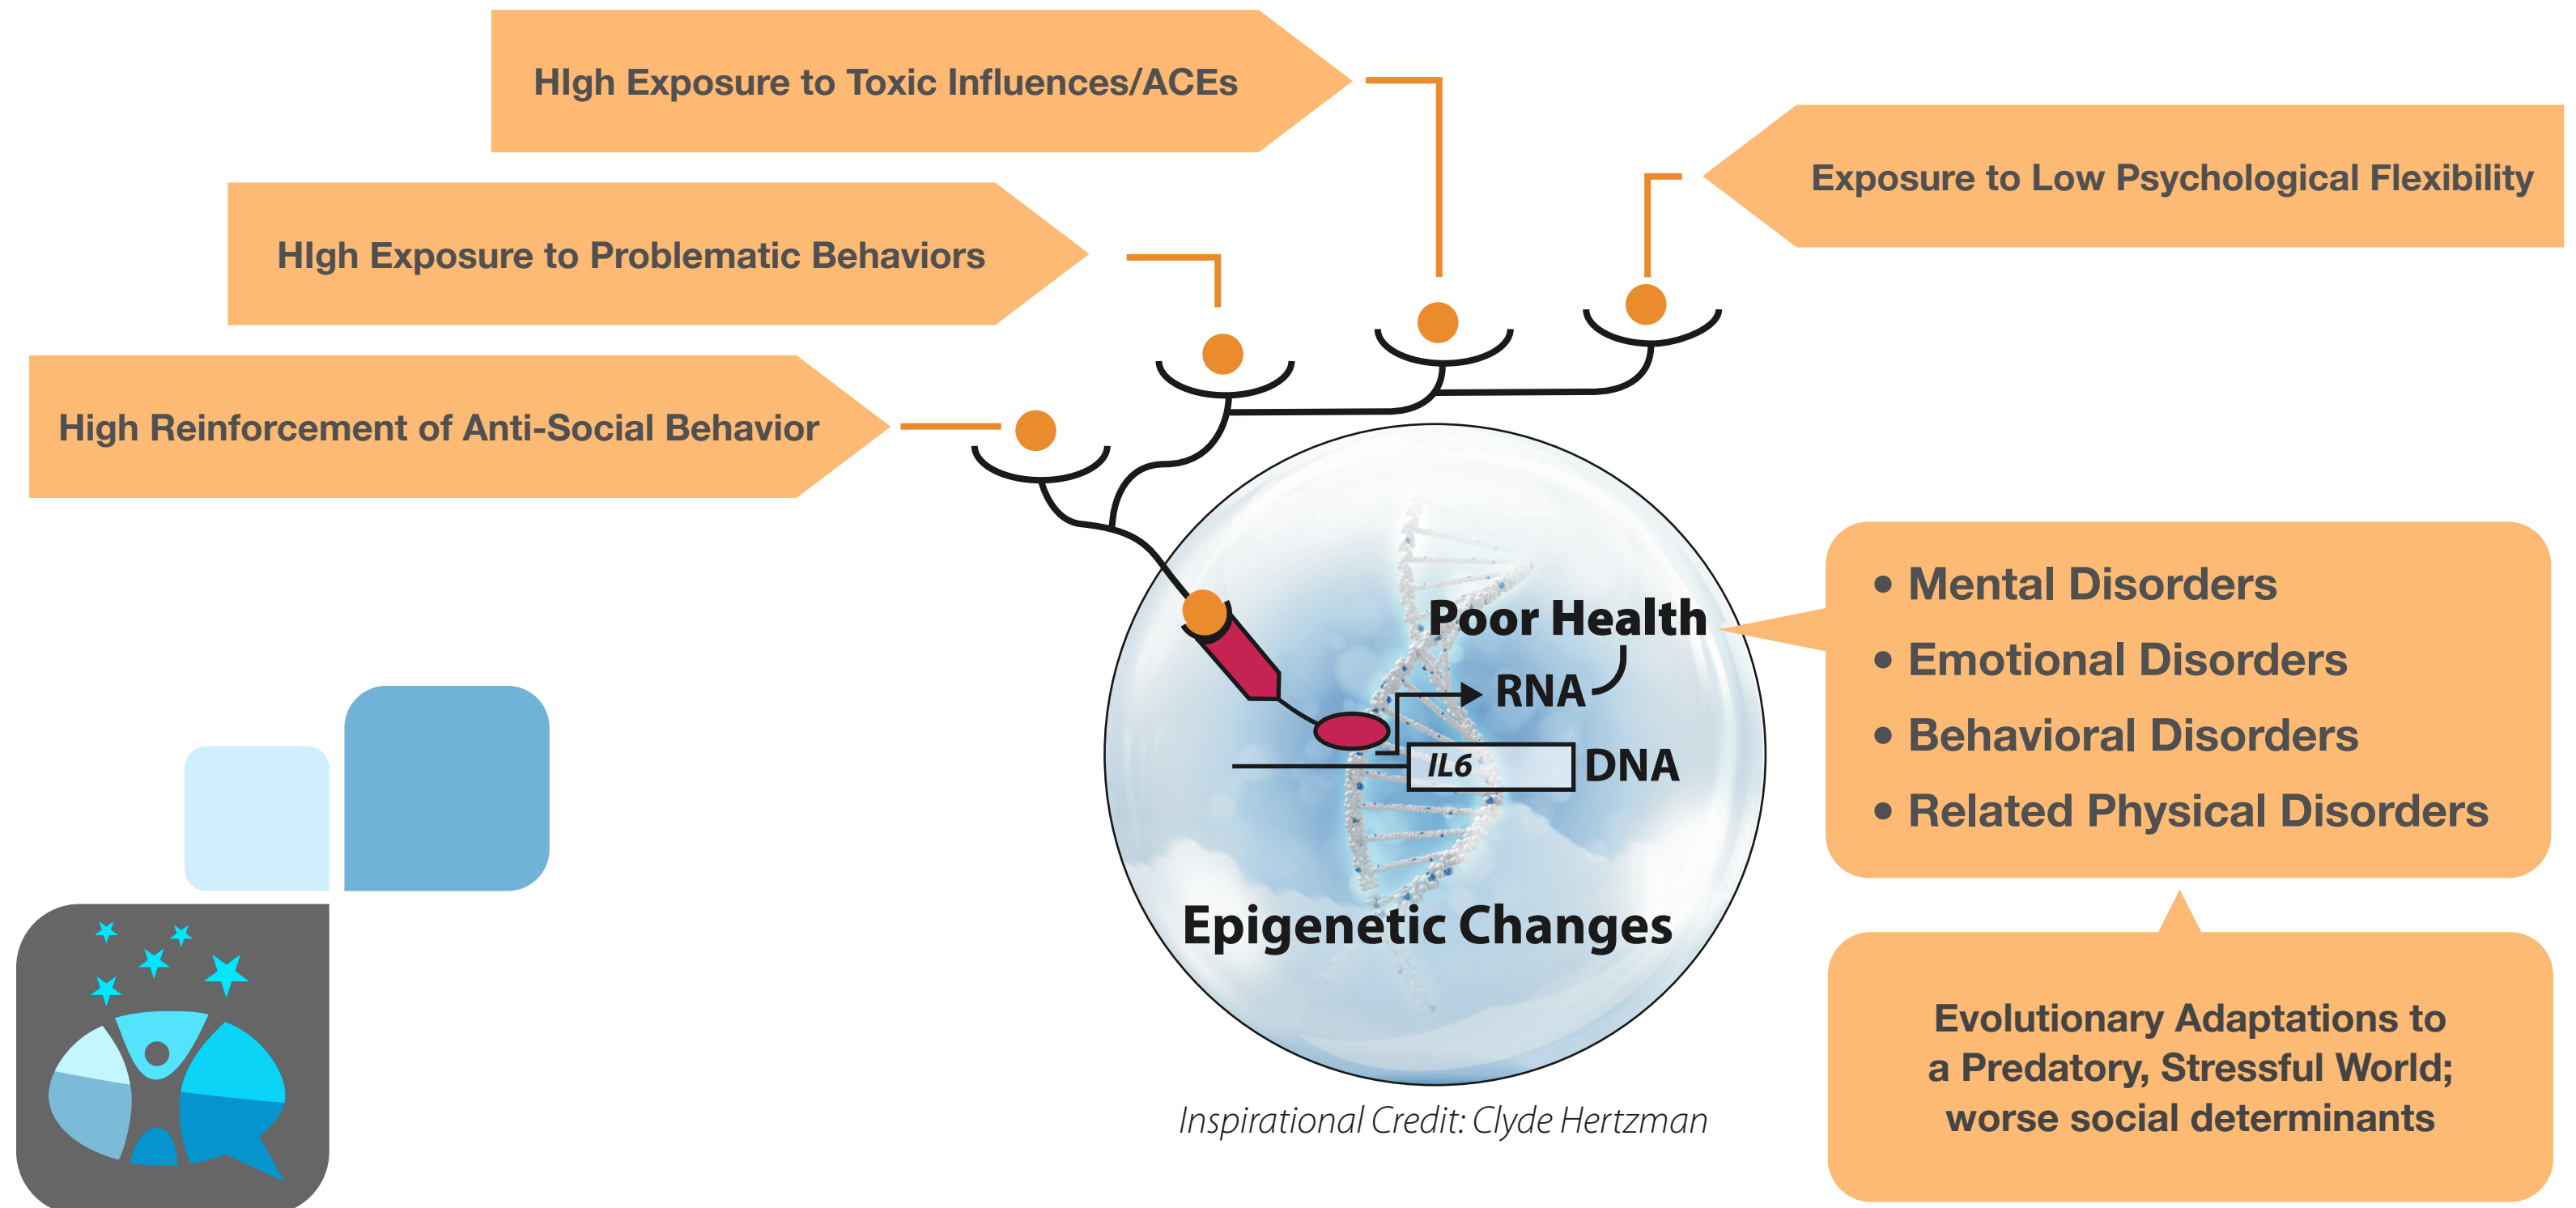 HIgh Exposure to Toxic Influences/ACEs
Exposure to Low Psychological Flexibility
HIgh Exposure to Problematic Behaviors
High Reinforcement of Anti-Social Behavior
• Mental Disorders
• Emotional Disorders
• Behavioral Disorders
• Related Physical Disorders
Poor Health
RNA
IL6
DNA
Epigenetic Changes
Evolutionary Adaptations to
a Predatory, Stressful World;
worse social determinants
Inspirational Credit: Clyde Hertzman